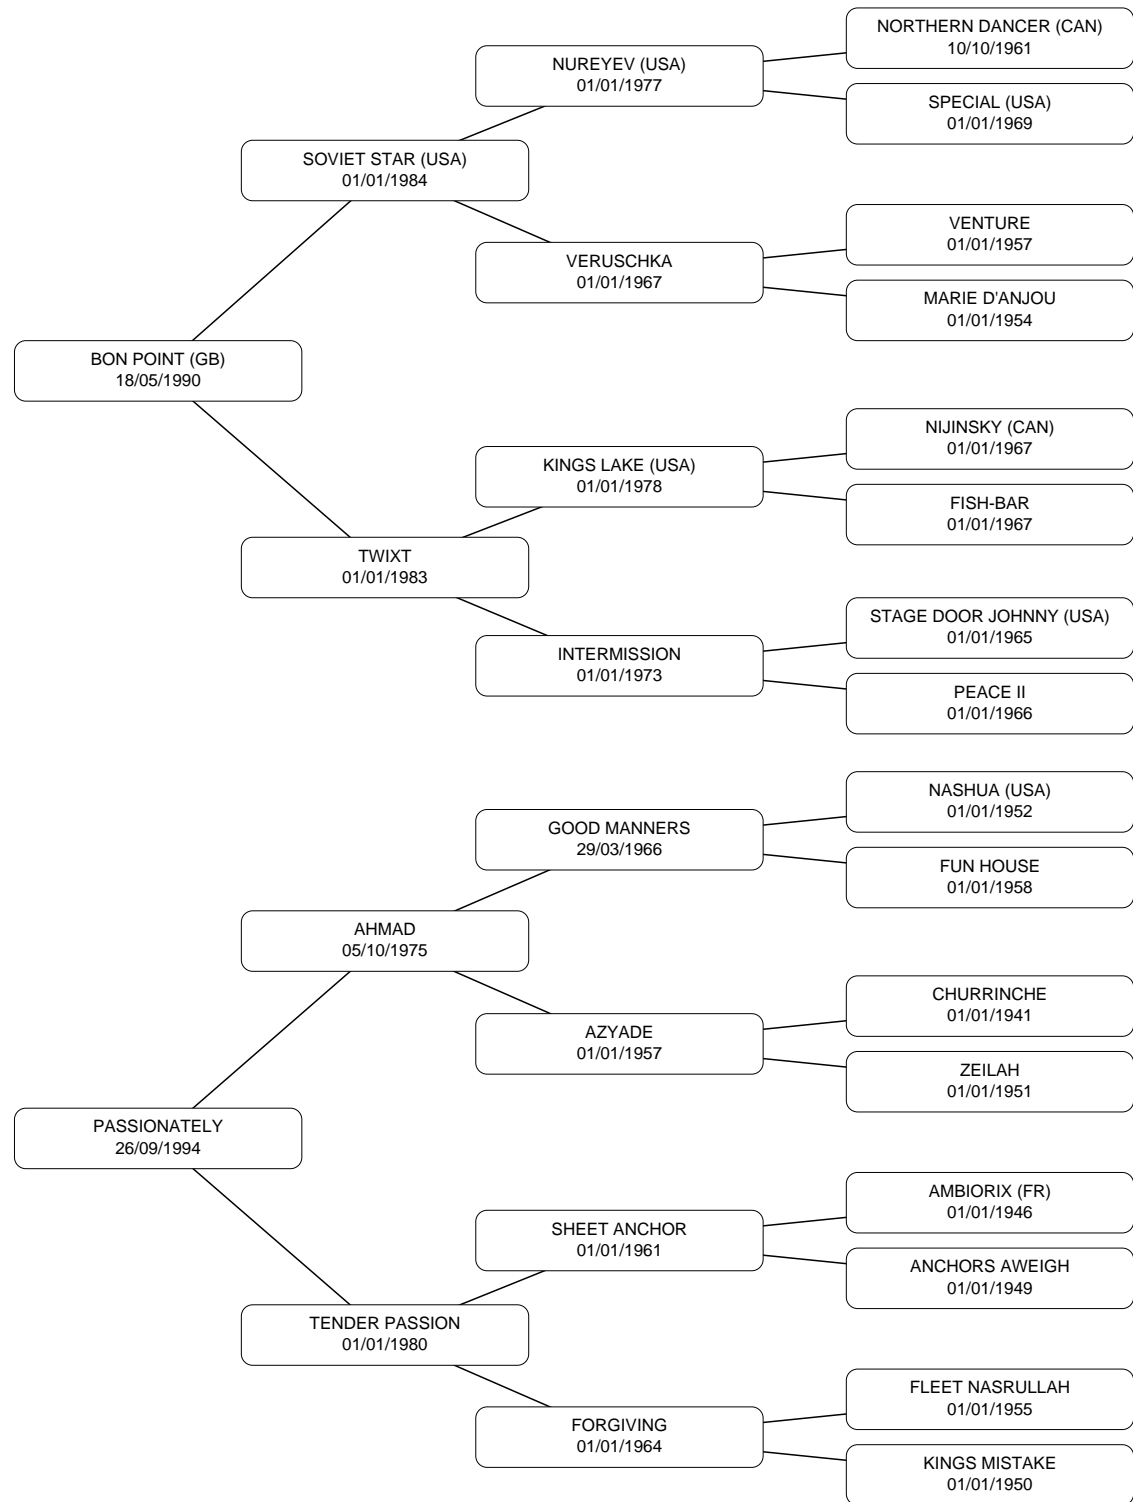 NORTHERN DANCER (CAN)
10/10/1961
NUREYEV (USA)
01/01/1977
SPECIAL (USA)
01/01/1969
SOVIET STAR (USA)
01/01/1984
VENTURE
01/01/1957
VERUSCHKA
01/01/1967
MARIE D'ANJOU
01/01/1954
BON POINT (GB)
18/05/1990
NIJINSKY (CAN)
01/01/1967
KINGS LAKE (USA)
01/01/1978
FISH-BAR
01/01/1967
TWIXT
01/01/1983
STAGE DOOR JOHNNY (USA)
01/01/1965
INTERMISSION
01/01/1973
PEACE II
01/01/1966
NASHUA (USA)
01/01/1952
GOOD MANNERS
29/03/1966
FUN HOUSE
01/01/1958
AHMAD
05/10/1975
CHURRINCHE
01/01/1941
AZYADE
01/01/1957
ZEILAH
01/01/1951
PASSIONATELY
26/09/1994
AMBIORIX (FR)
01/01/1946
SHEET ANCHOR
01/01/1961
ANCHORS AWEIGH
01/01/1949
TENDER PASSION
01/01/1980
FLEET NASRULLAH
01/01/1955
FORGIVING
01/01/1964
KINGS MISTAKE
01/01/1950